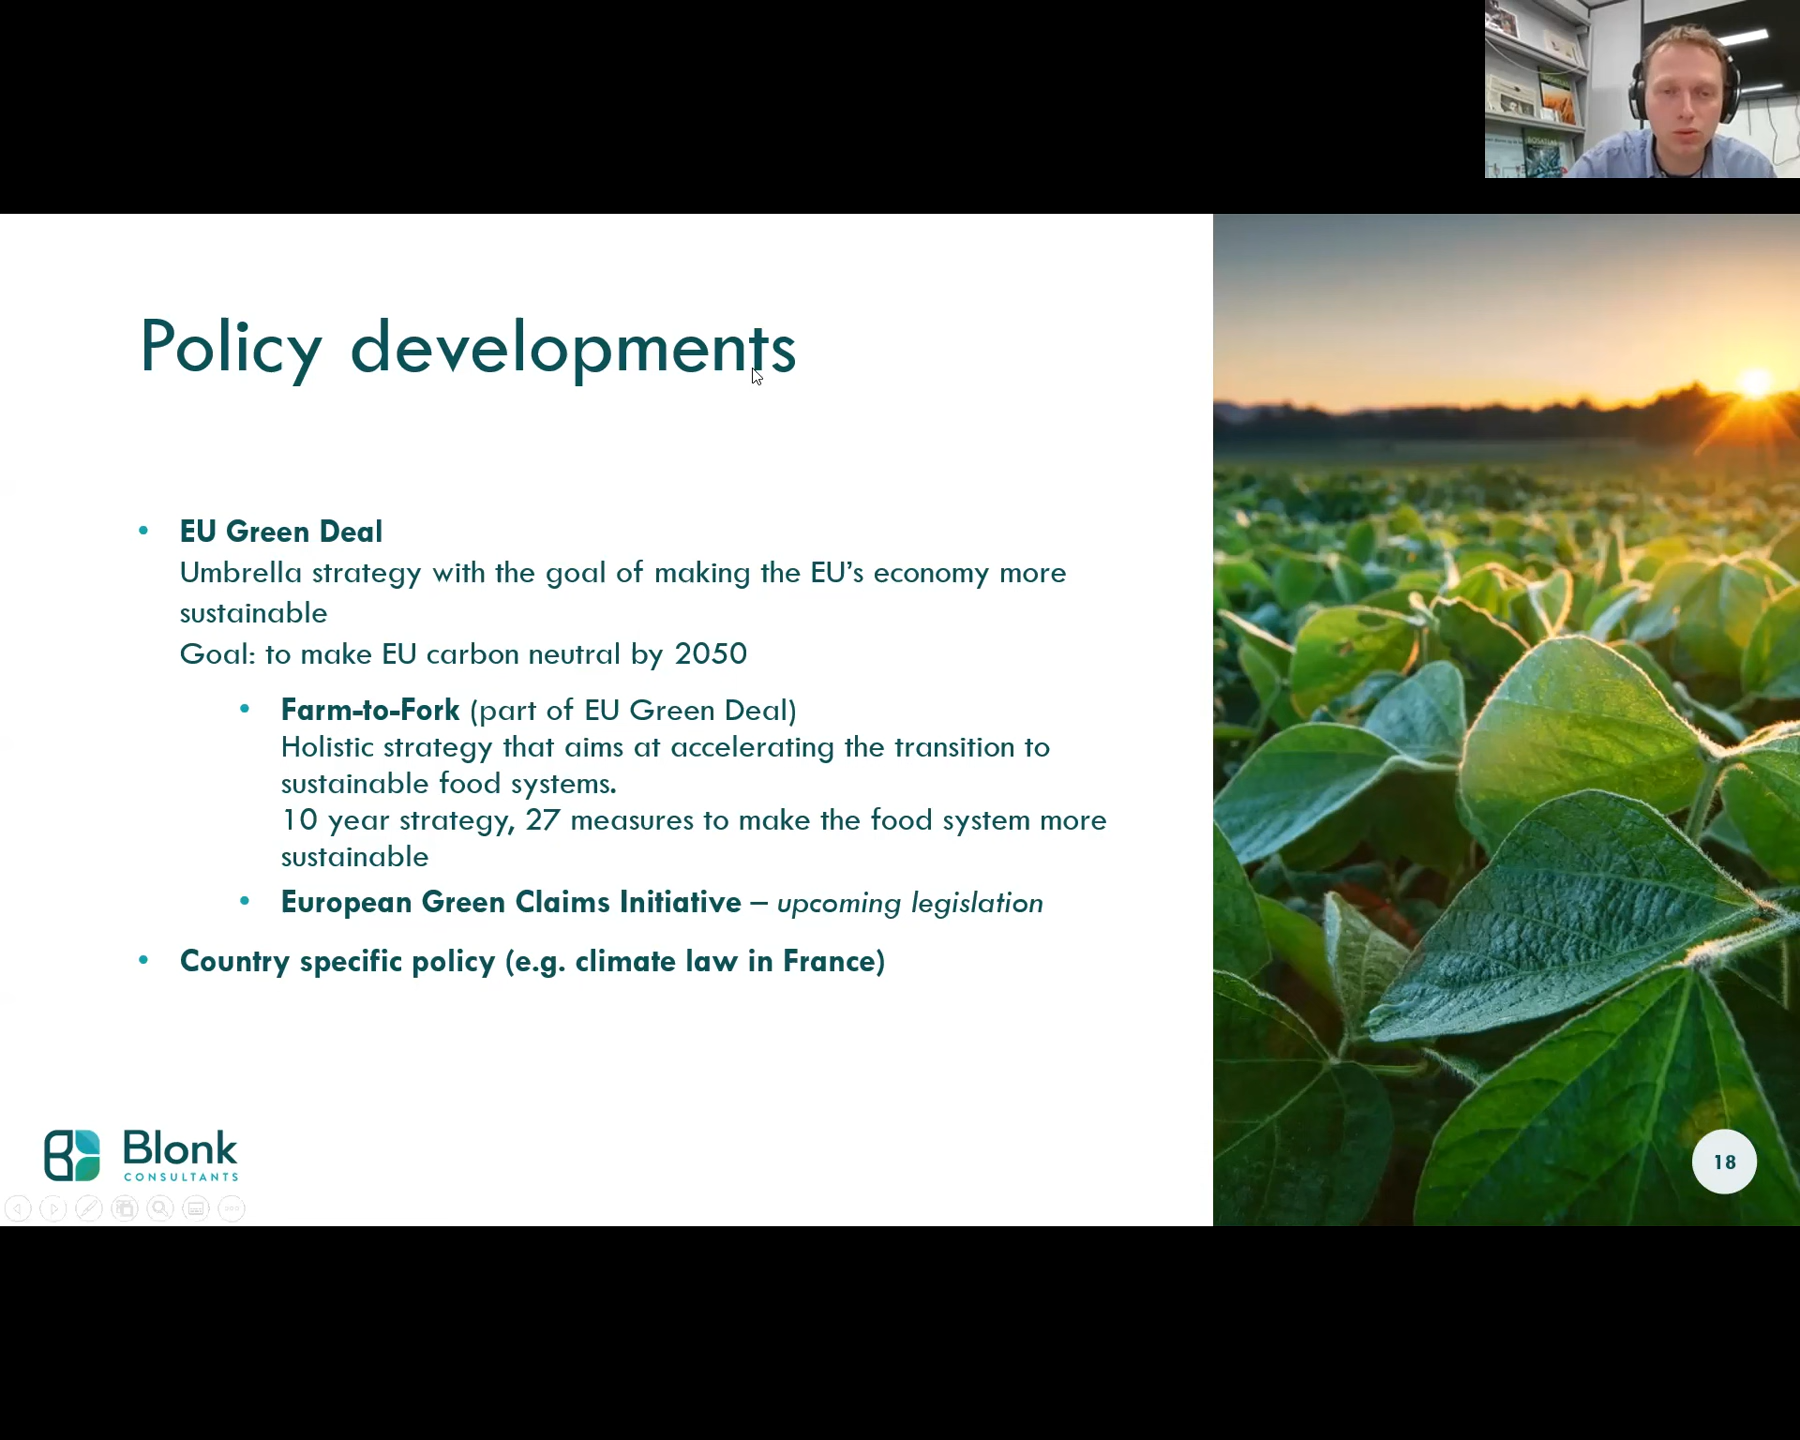 Policy developments
• EU Green Deal
Umbrella strategy with the goal of making the EU’s economy more
sustainable
Goal: to make EU carbon neutral by 2050
• Farm-to-Fork (part of EU Green Deal)
Holistic strategy that aims at accelerating the transition to
sustainable food systems.
10 year strategy, 27 measures to make the food system more
sustainable
• European Green Claims Initiative – upcoming legislation
• Country specific policy (e.g. climate law in France)
Blonk
CONSULTANTS
18